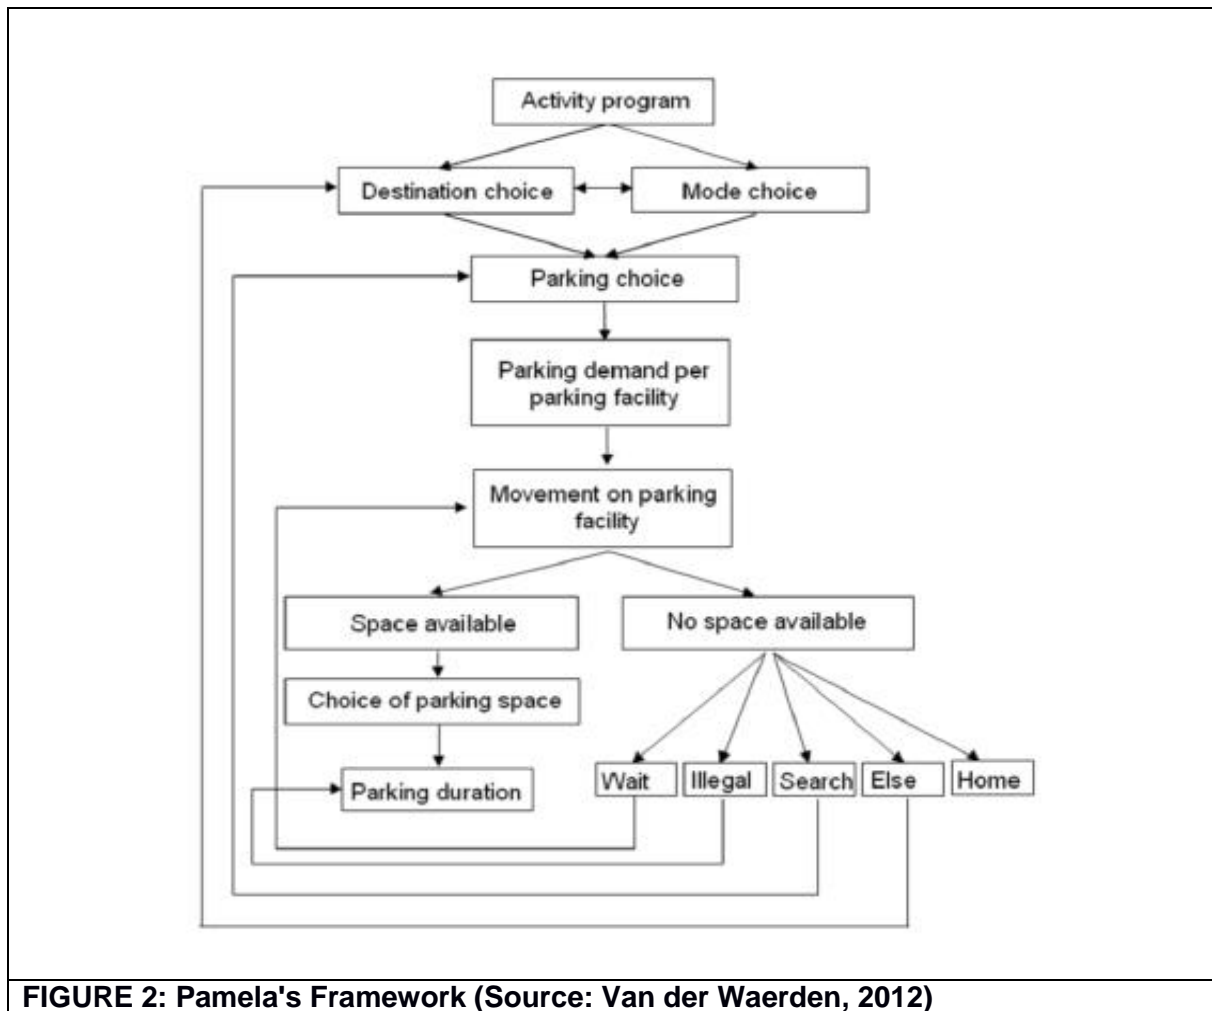 Activity program
Destination choice
Mode choice
Parking choice
Parking demand per
parking facility
Movement on parking
facility
Space available
No space available
Choice of parking space
Parking duration
Wait
Illegal
Search
Else
Home
FIGURE 2: Pamela's Framework (Source: Van der Waerden, 2012)